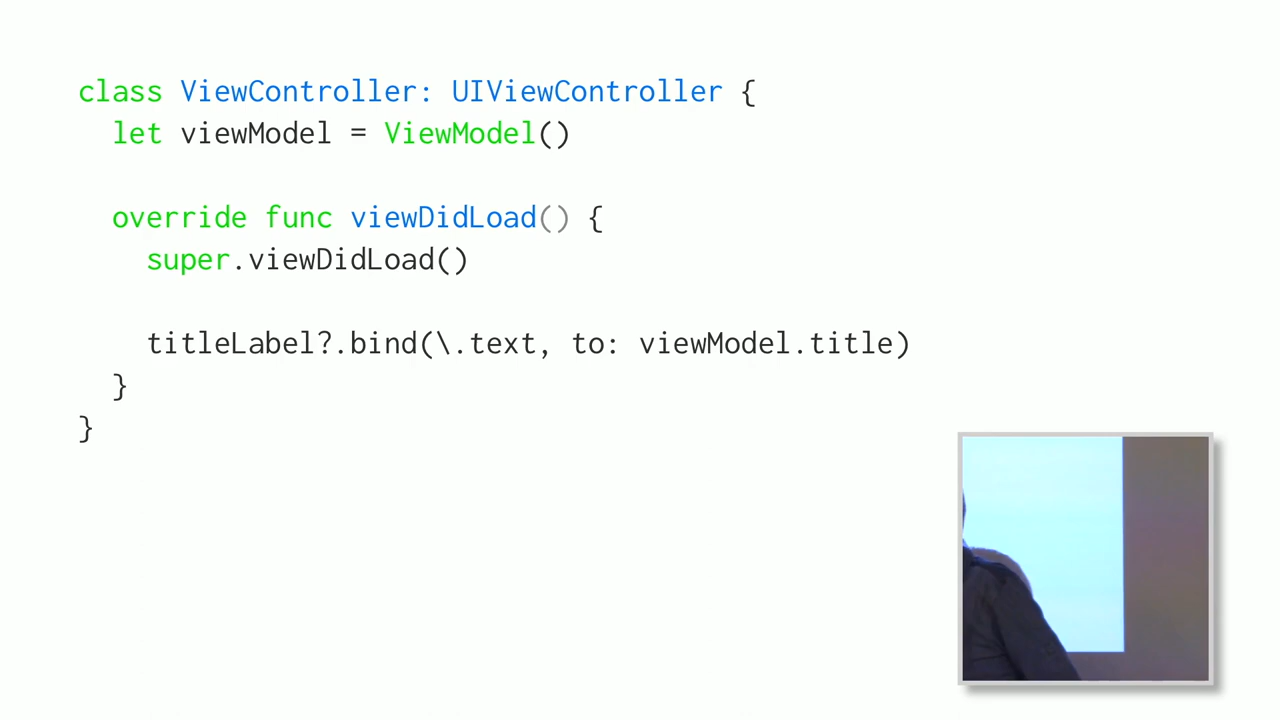 class ViewController: UIViewController {
  let viewModel = ViewModel()
  override func viewDidLoad() {
    super.viewDidLoad()
    titleLabel?.bind(\.text, to: viewModel.title)
  }
}